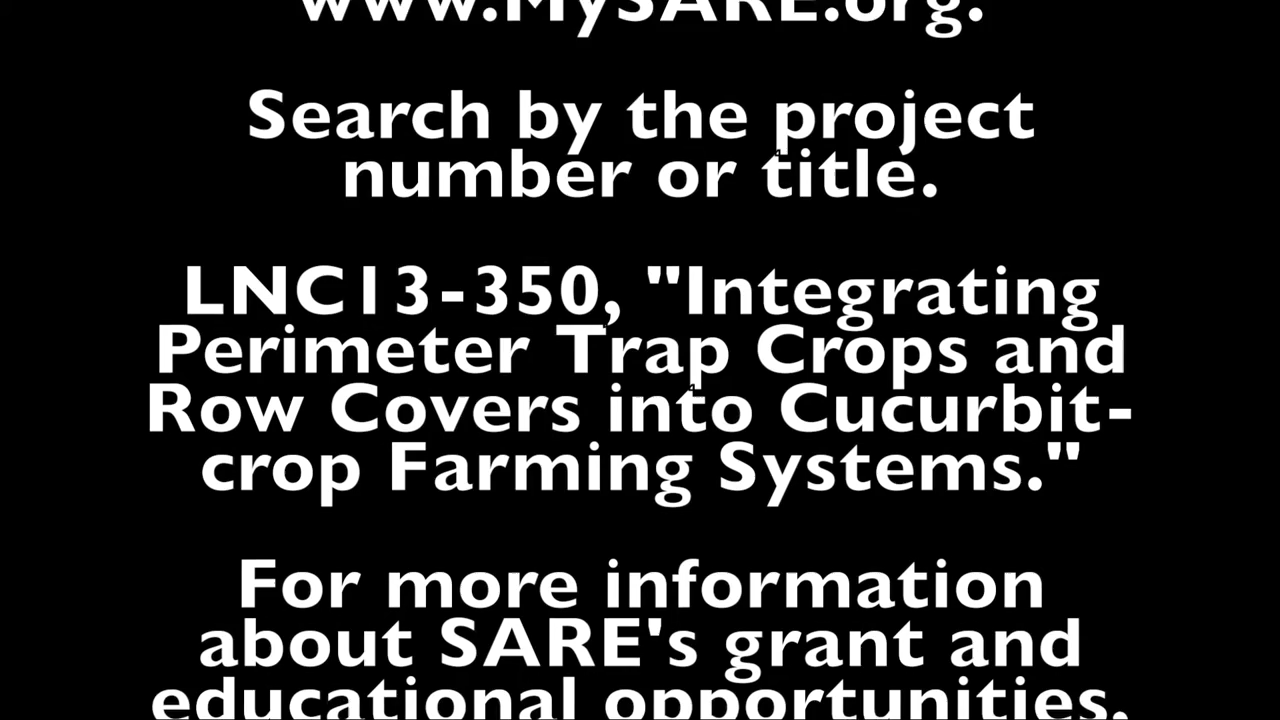 www.MySARE.org.
Search by the project
number or title.
LNC13-350, "Integrating
Perimeter Trap Crops and
Row Covers into Cucurbit-
crop Farming Systems."
For more information
about SARE's grant and
educational opportunities,